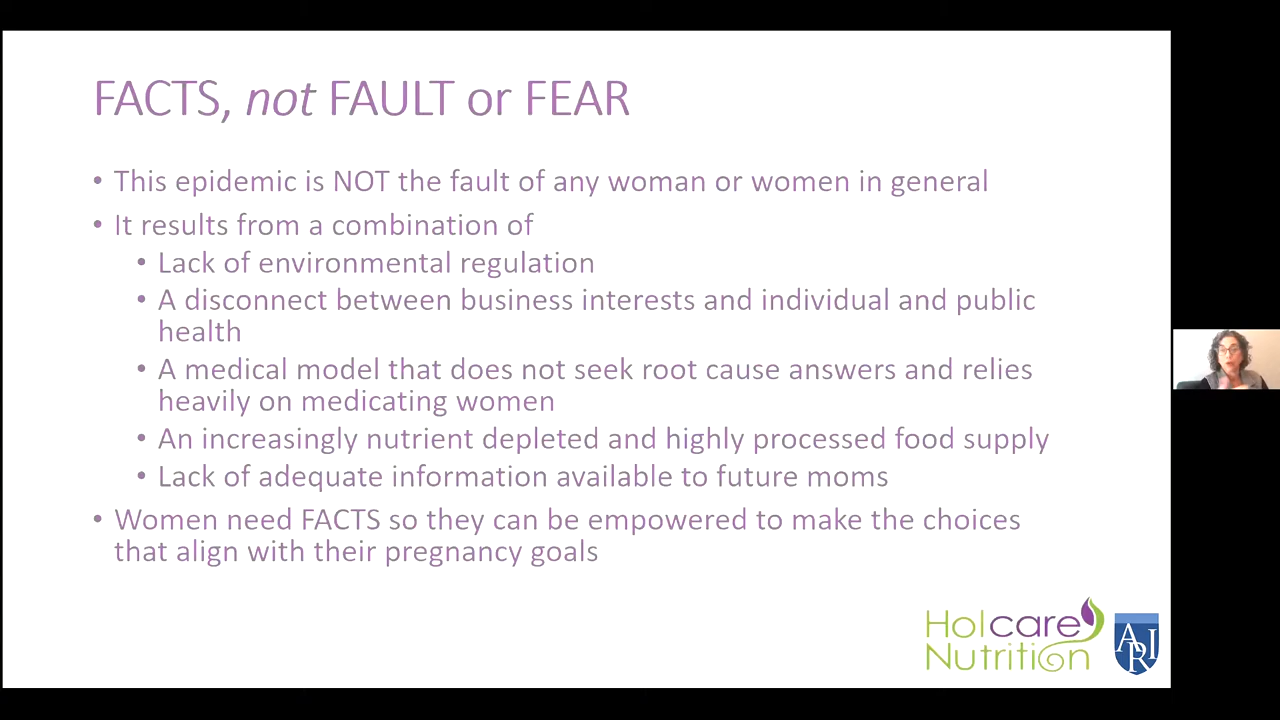 FACTS, not FAULT or FEAR
• This epidemic is NOT the fault of any woman or women in general
• It results from a combination of
• Lack of environmental regulation
• A disconnect between business interests and individual and public
health
• A medical model that does not seek root cause answers and relies
heavily on medicating women
• An increasingly nutrient depleted and highly processed food supply
• Lack of adequate information available to future moms
• Women need FACTS so they can be empowered to make the choices
that align with their pregnancy goals
Holcare
Nutrition
ARI